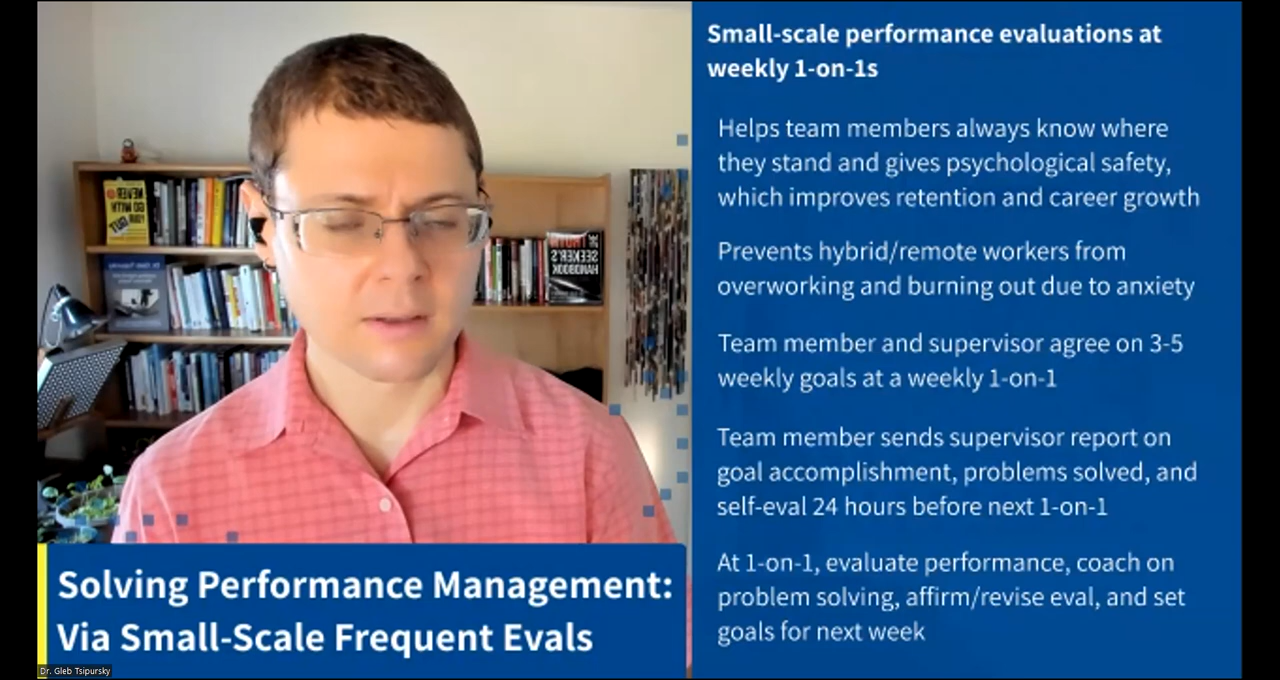 Small-scale performance evaluations at
weekly 1-on-1s
Helps team members always know where
they stand and gives psychological safety,
which improves retention and career growth
Prevents hybrid/remote workers from
overworking and burning out due to anxiety
Team member and supervisor agree on 3-5
weekly goals at a weekly 1-on-1
Team member sends supervisor report on
goal accomplishment, problems solved, and
self-eval 24 hours before next 1-on-1
At 1-on-1, evaluate performance, coach on
problem solving, affirm/revise eval, and set
goals for next week
NEVER
GO WITH
YOUR
GUT
Dr. Gleb Tsipursky
TRUTH
SEEKER'S
HANDBOOK
Solving Performance Management:
Via Small-Scale Frequent Evals
Dr. Gleb Tsipursky